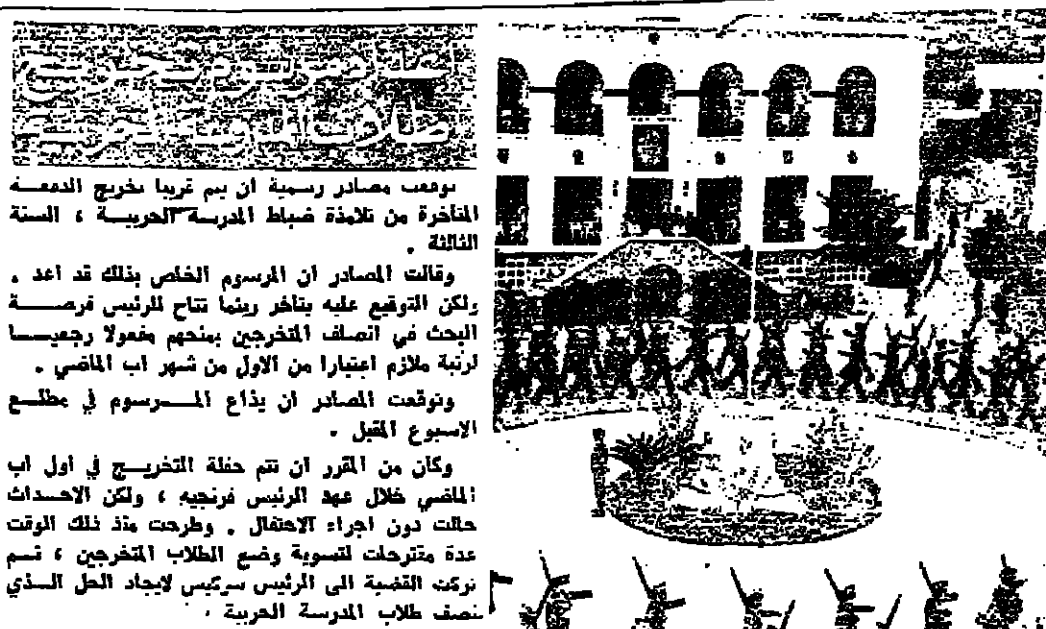 طلاب المدرسة الحربية
توقعت مصادر رسمية ان يتم قريبا تخريج الدفعة
المتأخرة من تلامذة ضباط المدرسة الحربية ، السنة
الثالثة .
وقالت المصادر ان المرسوم الخاص بذلك قد اعد ،
ولكن التوقيع عليه يتأخر ريثما تتاح للرئيس فرصة
البحث في انصاف المتخرجين بمنحهم مفعولا رجعيا
لرتبة ملازم اعتبارا من الاول من شهر اب الماضي .
وتوقعت المصادر ان يذاع المرسوم في مطلع
الاسبوع المقبل .
وكان من المقرر ان تتم حفلة التخريج في اول اب
الماضي خلال عهد الرئيس فرنجيه ، ولكن الاحداث
حالت دون اجراء الاحتفال . وطرحت منذ ذلك الوقت
عدة مقترحات لتسوية وضع الطلاب المتخرجين ، ثم
تركت القضية الى الرئيس سركيس لايجاد الحل الذي
ينصف طلاب المدرسة الحربية .